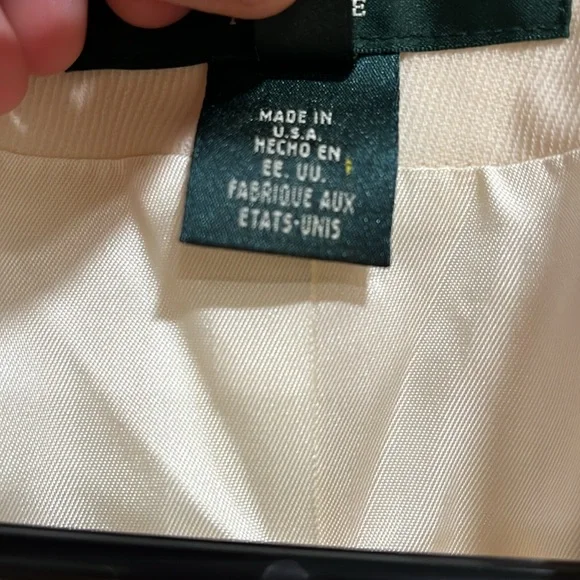 E
MADE IN
U.S.A.
HECHO EN
EE. UU.
FABRIQUE AUX
ETATS-UNIS